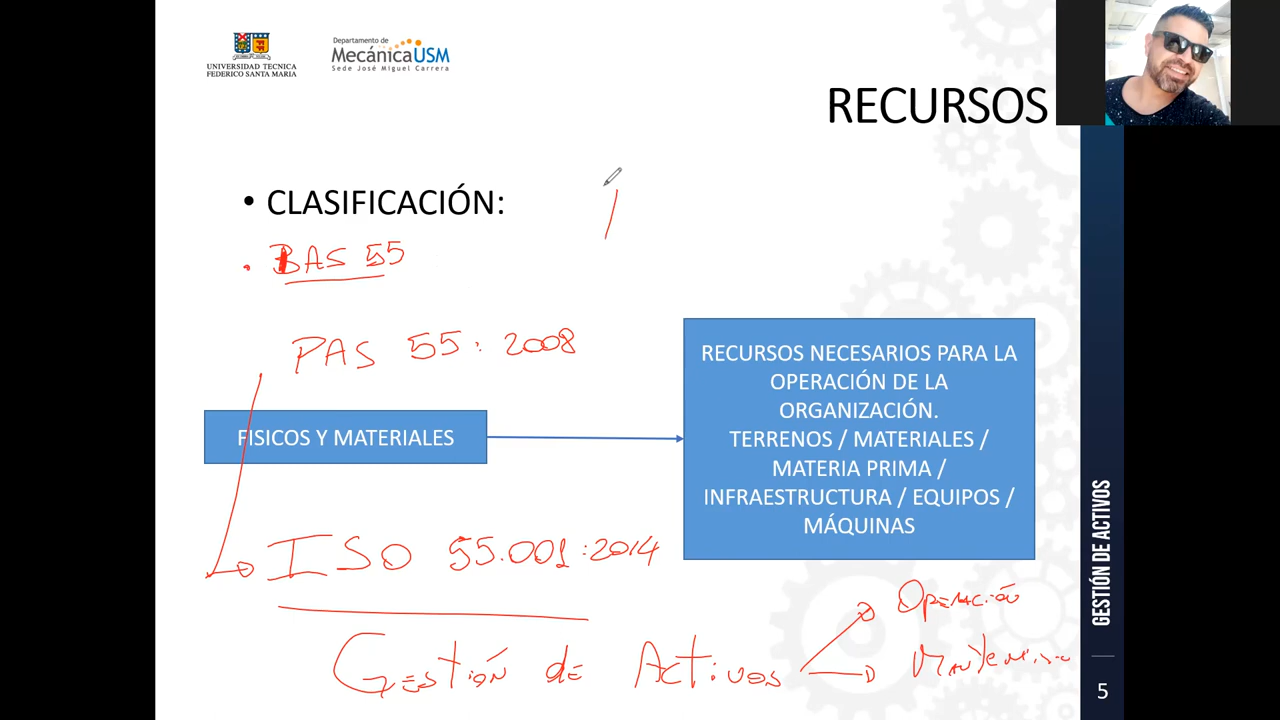 UNIVERSIDAD TECNICA
FEDERICO SANTA MARIA
Departamento de
MecánicaUSM
Sede José Miguel Carrera
RECURSOS
• CLASIFICACIÓN:
. BAS 55
PAS 55: 2008
FISICOS Y MATERIALES
RECURSOS NECESARIOS PARA LA
OPERACIÓN DE LA
ORGANIZACIÓN.
TERRENOS / MATERIALES /
MATERIA PRIMA /
INFRAESTRUCTURA / EQUIPOS /
MÁQUINAS
ISO 55.001:2014
Gestión de Activos
Operación
GESTIÓN DE ACTIVOS
5